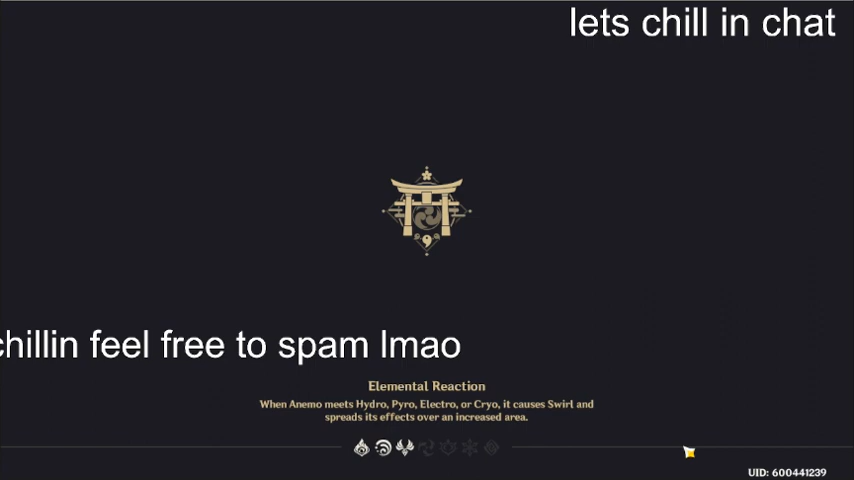 lets chill in chat
chillin feel free to spam lmao
Elemental Reaction
When Anemo meets Hydro, Pyro, Electro, or Cryo, it causes Swirl and
spreads its effects over an increased area.
UID: 600441239